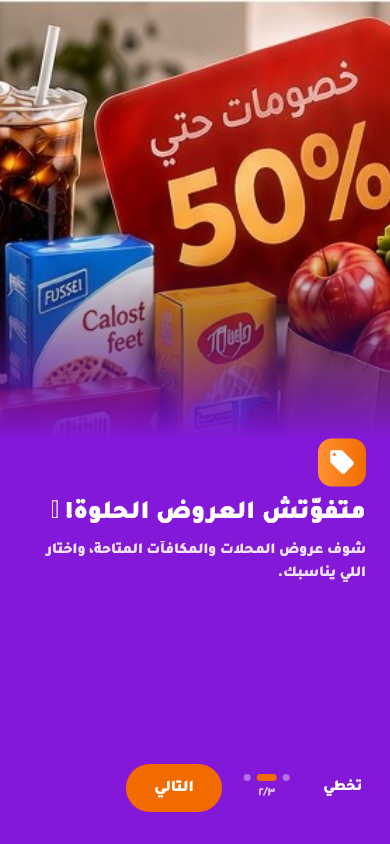 خصومات حتي
50%
FUSSEI
Calost
feet
متفوّتش العروض الحلوة!
شوف عروض المحلات والمكافآت المتاحة، واختار
اللي يناسبك.
تخطي
٢/٣
التالي